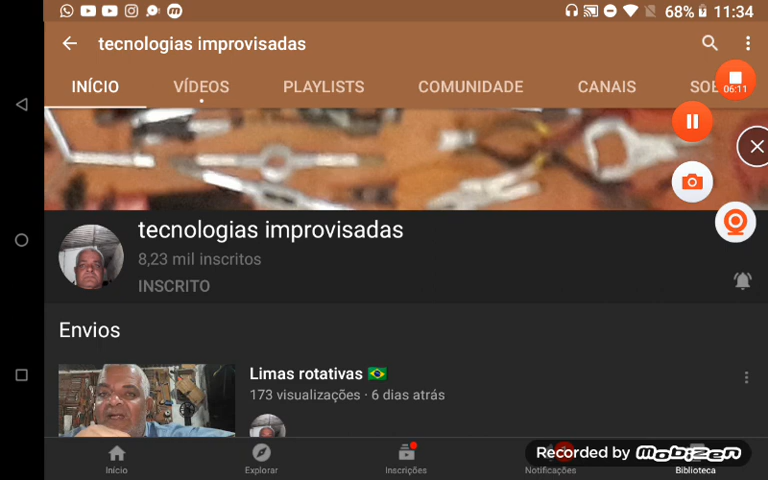 68% 11:34
tecnologias improvisadas
INÍCIO VÍDEOS PLAYLISTS COMUNIDADE CANAIS SOB
06:11
tecnologias improvisadas
8,23 mil inscritos
INSCRITO
Envios
Limas rotativas
173 visualizações · 6 dias atrás
Recorded by MOBIZEN
Início Explorar Inscrições Notificações Biblioteca